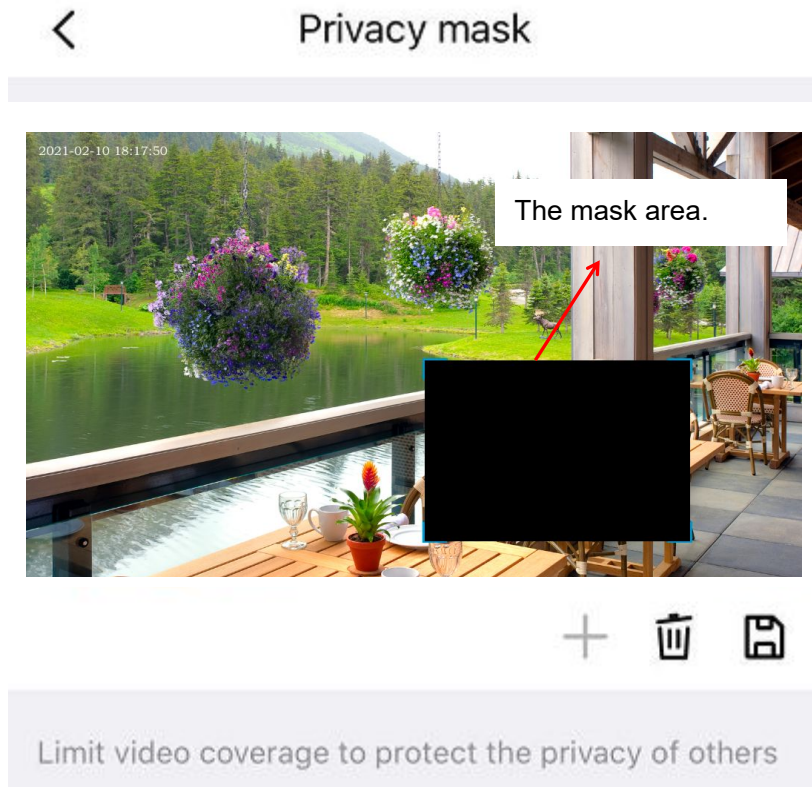 Privacy mask
2021-02-10 18:17:50
The mask area.
Limit video coverage to protect the privacy of others